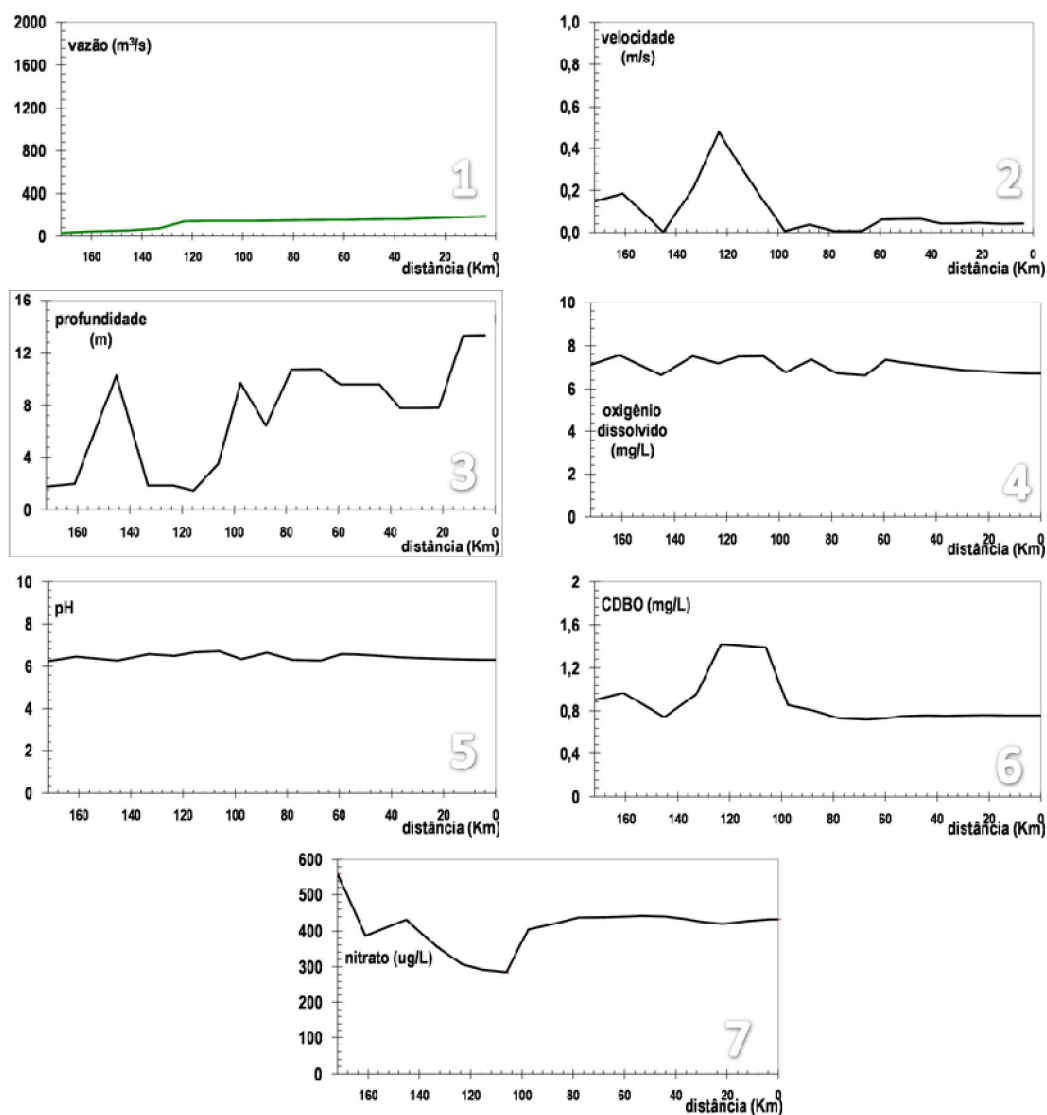 2000
1600
1200
800
400
0
vazão (m³/s)
1
160 140 120 100 80 60 40 20 0
distância (Km)
1,0
0,8
0,6
0,4
0,2
0,0
velocidade
(m/s)
2
160 140 120 100 80 60 40 20 0
distância (Km)
16
12
8
4
0
profundidade
(m)
3
160 140 120 100 80 60 40 20 0
distância (Km)
10
8
6
4
2
0
oxigênio
dissolvido
(mg/L)
4
160 140 120 100 80 60 40 20 0
distância (Km)
10
8
6
4
2
0
pH
5
160 140 120 100 80 60 40 20 0
distância (Km)
2
1,6
1,2
0,8
0,4
0
CDBO (mg/L)
6
160 140 120 100 80 60 40 20 0
distância (Km)
600
500
400
300
200
100
0
nitrato (ug/L)
7
160 140 120 100 80 60 40 20 0
distância (Km)